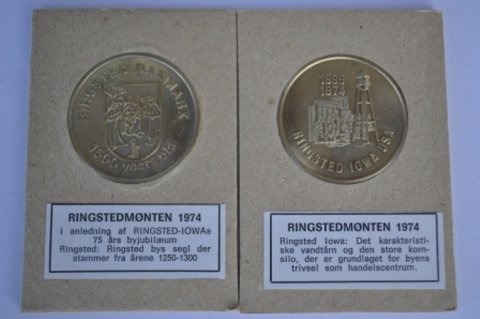 RINGSTED DANMARK
1500 years old
RINGSTEDMØNTEN 1974
i anledning af RINGSTED-IOWAs
75 års byjubilæum
Ringsted: Ringsted bys segl der
stammer fra årene 1250-1300
1899
1974
RINGSTED IOWA USA
RINGSTEDMØNTEN 1974
Ringsted Iowa: Det karakteristi-
ske vandtårn og den store korn-
silo, der er grundlaget for byens
trivsel som handelscentrum.